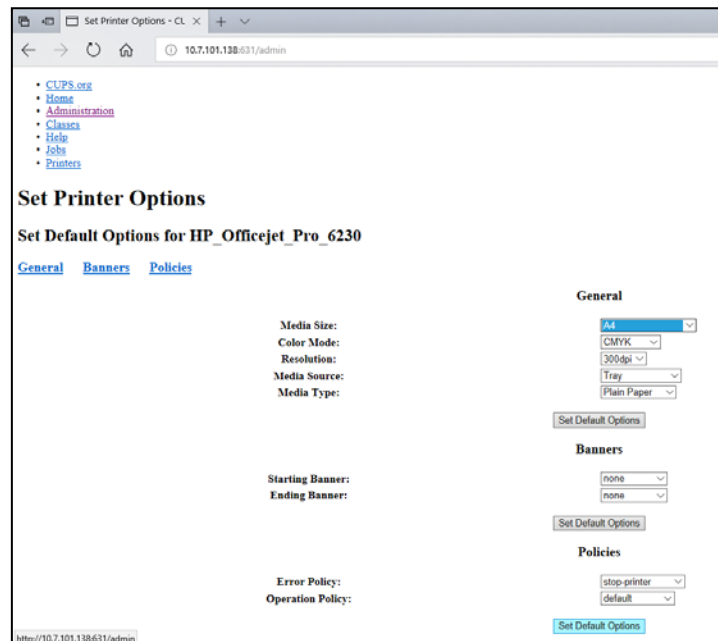 Set Printer Options - CL
10.7.101.138:631/admin
CUPS.org
Home
Administration
Classes
Help
Jobs
Printers
Set Printer Options
Set Default Options for HP_Officejet_Pro_6230
General Banners Policies
General
Media Size: A4
Color Mode: CMYK
Resolution: 300dpi
Media Source: Tray
Media Type: Plain Paper
Set Default Options
Banners
Starting Banner: none
Ending Banner: none
Set Default Options
Policies
Error Policy: stop-printer
Operation Policy: default
Set Default Options
http://10.7.101.138:631/admin